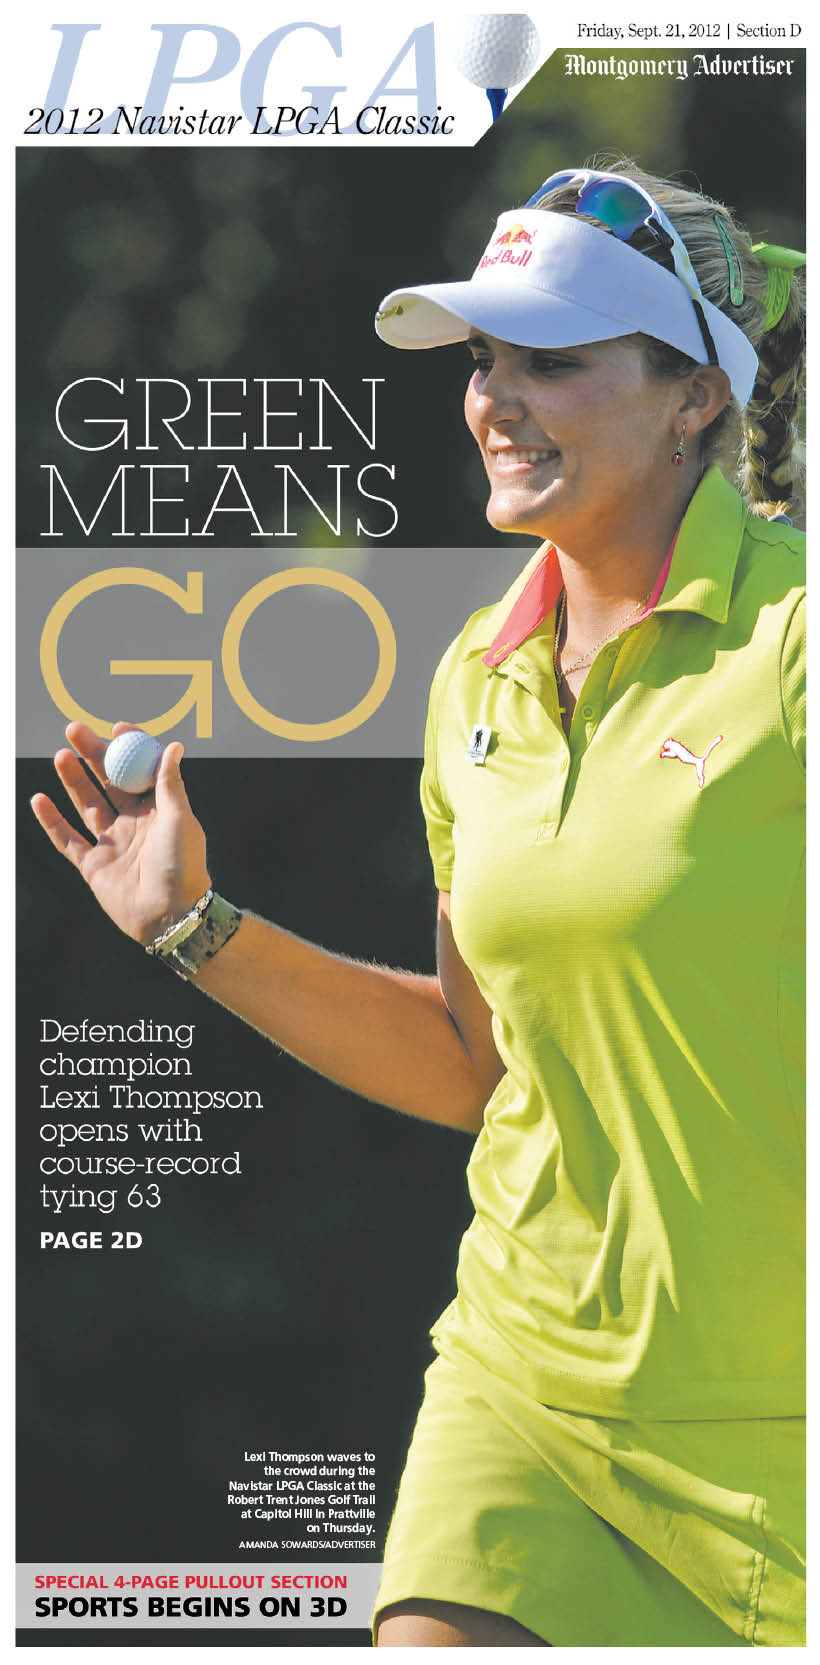 LPGA
2012 Navistar LPGA Classic
Friday, Sept. 21, 2012 | Section D
Montgomery Advertiser
Red Bull
GREEN
MEANS
GO
Defending
champion
Lexi Thompson
opens with
course-record
tying 63
PAGE 2D
Lexi Thompson waves to
the crowd during the
Navistar LPGA Classic at the
Robert Trent Jones Golf Trail
at Capitol Hill in Prattville
on Thursday.
AMANDA SOWARDS/ADVERTISER
SPECIAL 4-PAGE PULLOUT SECTION
SPORTS BEGINS ON 3D